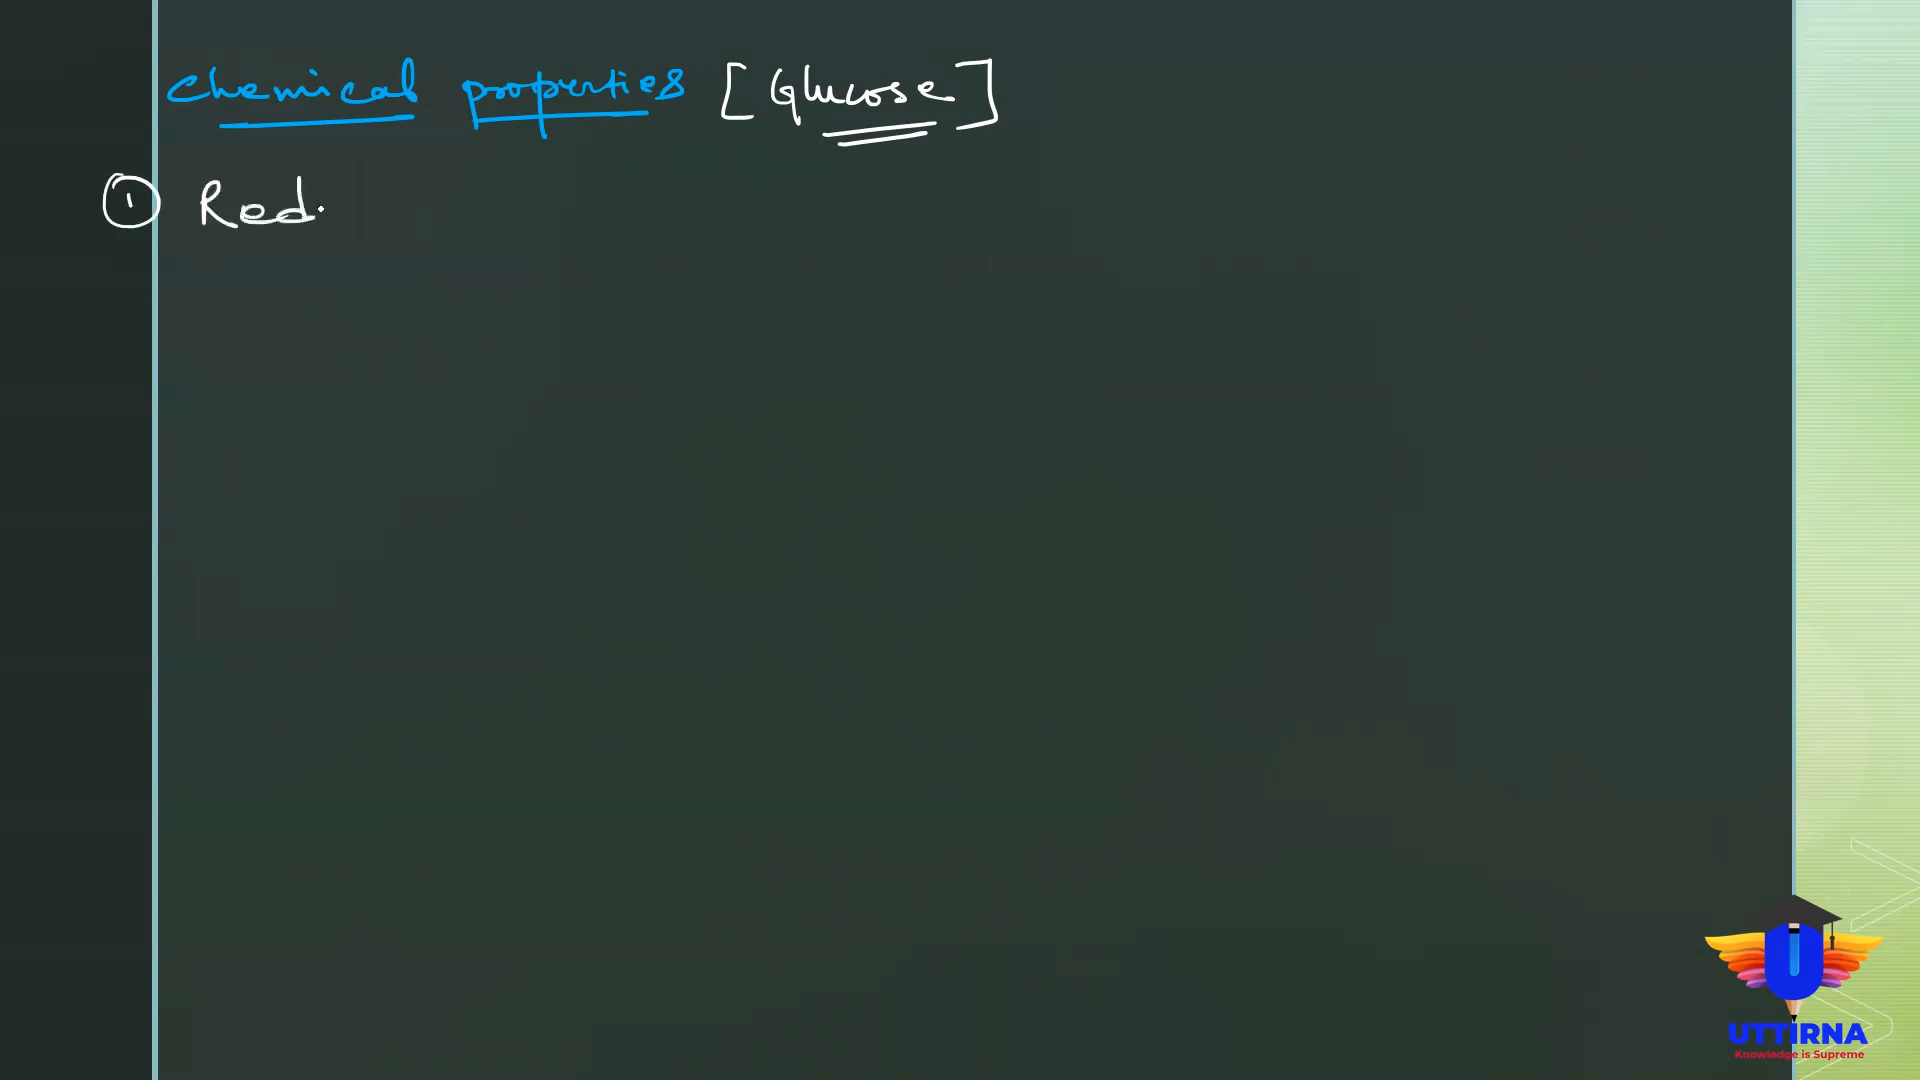 Chemical properties [Glucose]
① Red
UTTIRNA
Knowledge is Supreme